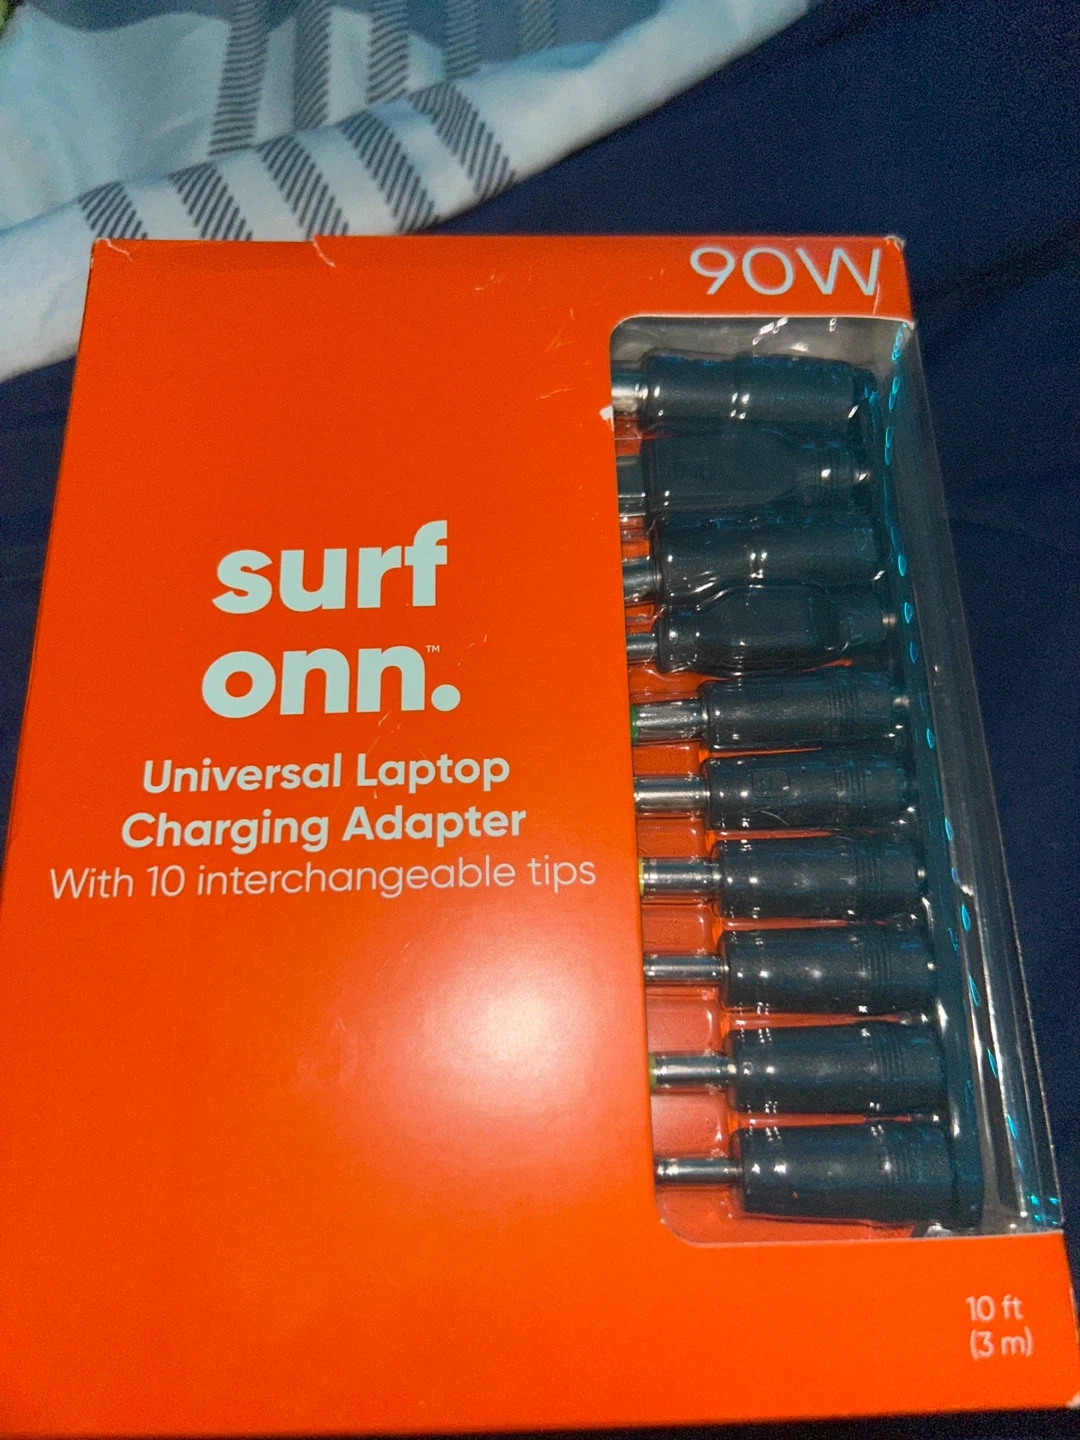 90W
surf
onn.™
Universal Laptop
Charging Adapter
With 10 interchangeable tips
10 ft
(3 m)